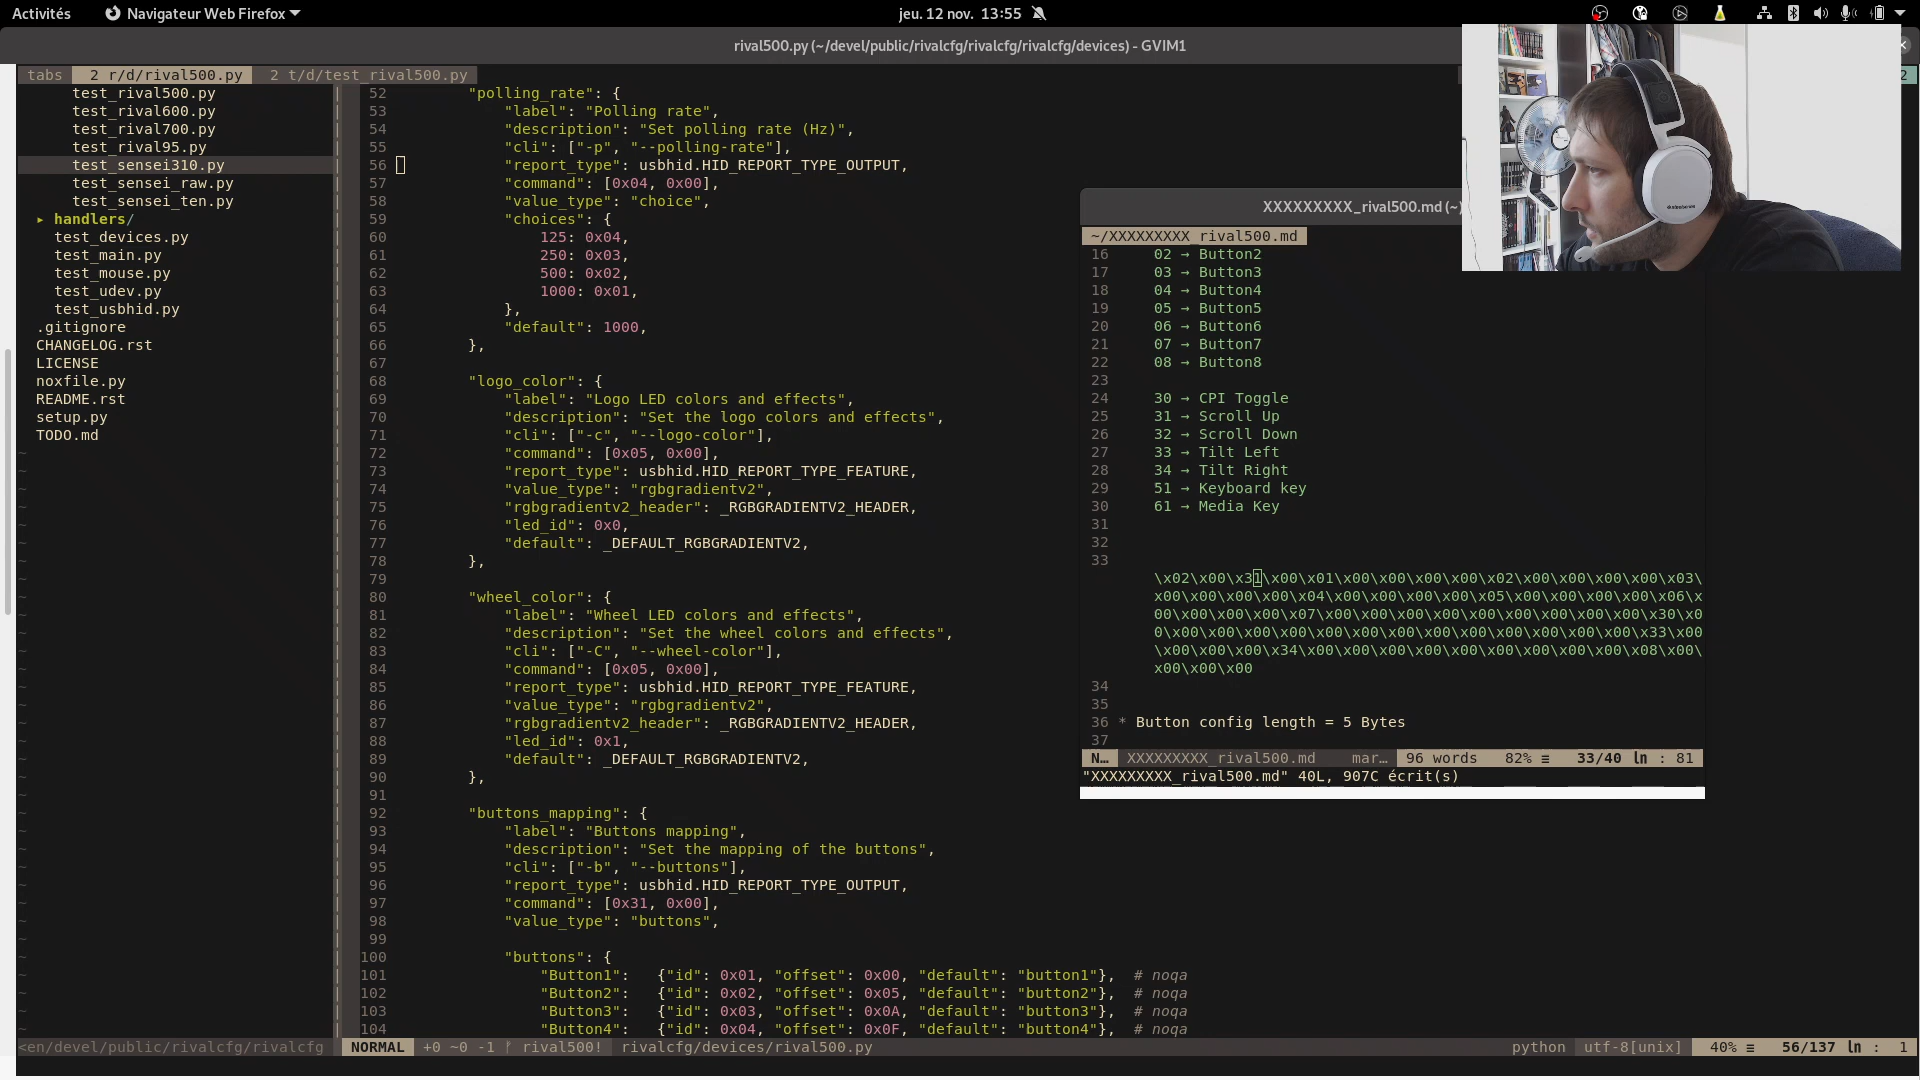 Activités
Navigateur Web Firefox
jeu. 12 nov. 13:55
rival500.py (~/devel/public/rivalcfg/rivalcfg/rivalcfg/devices) - GVIM1
tabs 2 r/d/rival500.py 2 t/d/test_rival500.py
2
test_rival500.py
test_rival600.py
test_rival700.py
test_rival95.py
test_sensei310.py
test_sensei_raw.py
test_sensei_ten.py
▸ handlers/
test_devices.py
test_main.py
test_mouse.py
test_udev.py
test_usbhid.py
.gitignore
CHANGELOG.rst
LICENSE
noxfile.py
README.rst
setup.py
TODO.md
52 "polling_rate": {
53 "label": "Polling rate",
54 "description": "Set polling rate (Hz)",
55 "cli": ["-p", "--polling-rate"],
56 "report_type": usbhid.HID_REPORT_TYPE_OUTPUT,
57 "command": [0x04, 0x00],
58 "value_type": "choice",
59 "choices": {
60 125: 0x04,
61 250: 0x03,
62 500: 0x02,
63 1000: 0x01,
64 },
65 "default": 1000,
66 },
67
68 "logo_color": {
69 "label": "Logo LED colors and effects",
70 "description": "Set the logo colors and effects",
71 "cli": ["-c", "--logo-color"],
72 "command": [0x05, 0x00],
73 "report_type": usbhid.HID_REPORT_TYPE_FEATURE,
74 "value_type": "rgbgradientv2",
75 "rgbgradientv2_header": _RGBGRADIENTV2_HEADER,
76 "led_id": 0x0,
77 "default": _DEFAULT_RGBGRADIENTV2,
78 },
79
80 "wheel_color": {
81 "label": "Wheel LED colors and effects",
82 "description": "Set the wheel colors and effects",
83 "cli": ["-C", "--wheel-color"],
84 "command": [0x05, 0x00],
85 "report_type": usbhid.HID_REPORT_TYPE_FEATURE,
86 "value_type": "rgbgradientv2",
87 "rgbgradientv2_header": _RGBGRADIENTV2_HEADER,
88 "led_id": 0x1,
89 "default": _DEFAULT_RGBGRADIENTV2,
90 },
91
92 "buttons_mapping": {
93 "label": "Buttons mapping",
94 "description": "Set the mapping of the buttons",
95 "cli": ["-b", "--buttons"],
96 "report_type": usbhid.HID_REPORT_TYPE_OUTPUT,
97 "command": [0x31, 0x00],
98 "value_type": "buttons",
99
100 "buttons": {
101 "Button1": {"id": 0x01, "offset": 0x00, "default": "button1"}, # noqa
102 "Button2": {"id": 0x02, "offset": 0x05, "default": "button2"}, # noqa
103 "Button3": {"id": 0x03, "offset": 0x0A, "default": "button3"}, # noqa
104 "Button4": {"id": 0x04, "offset": 0x0F, "default": "button4"}, # noqa
XXXXXXXXX_rival500.md (~)
~/XXXXXXXXX_rival500.md
16 02 → Button2
17 03 → Button3
18 04 → Button4
19 05 → Button5
20 06 → Button6
21 07 → Button7
22 08 → Button8
23
24 30 → CPI Toggle
25 31 → Scroll Up
26 32 → Scroll Down
27 33 → Tilt Left
28 34 → Tilt Right
29 51 → Keyboard key
30 61 → Media Key
31
32
33
\x02\x00\x31\x00\x01\x00\x00\x00\x00\x02\x00\x00\x00\x00\x03\
x00\x00\x00\x00\x04\x00\x00\x00\x00\x05\x00\x00\x00\x00\x06\x
00\x00\x00\x00\x07\x00\x00\x00\x00\x00\x00\x00\x00\x00\x30\x0
0\x00\x00\x00\x00\x00\x00\x00\x00\x00\x00\x00\x00\x00\x33\x00
\x00\x00\x00\x34\x00\x00\x00\x00\x00\x00\x00\x00\x00\x08\x00\
x00\x00\x00
34
35
36 * Button config length = 5 Bytes
37
N… XXXXXXXXX_rival500.md mar… 96 words 82% ≡ 33/40 ln : 81
"XXXXXXXXX_rival500.md" 40L, 907C écrit(s)
<en/devel/public/rivalcfg/rivalcfg NORMAL +0 ~0 -1 ᚠ rival500! rivalcfg/devices/rival500.py python utf-8[unix] 40% ≡ 56/137 ln : 1